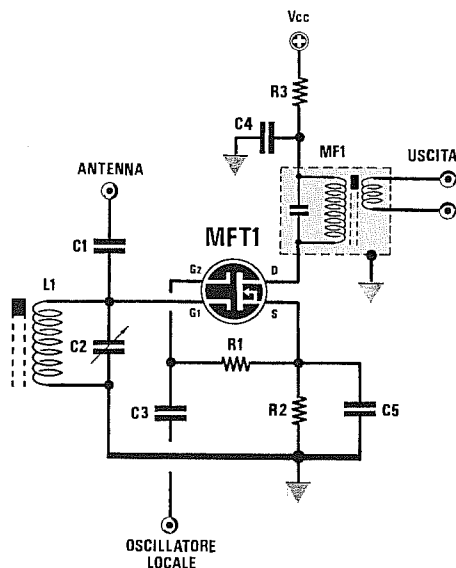 Vcc
R3
C4
MF1
USCITA
ANTENNA
C1
MFT1
G2
D
L1
G1
S
C2
R1
C3
R2
C5
OSCILLATORE
LOCALE